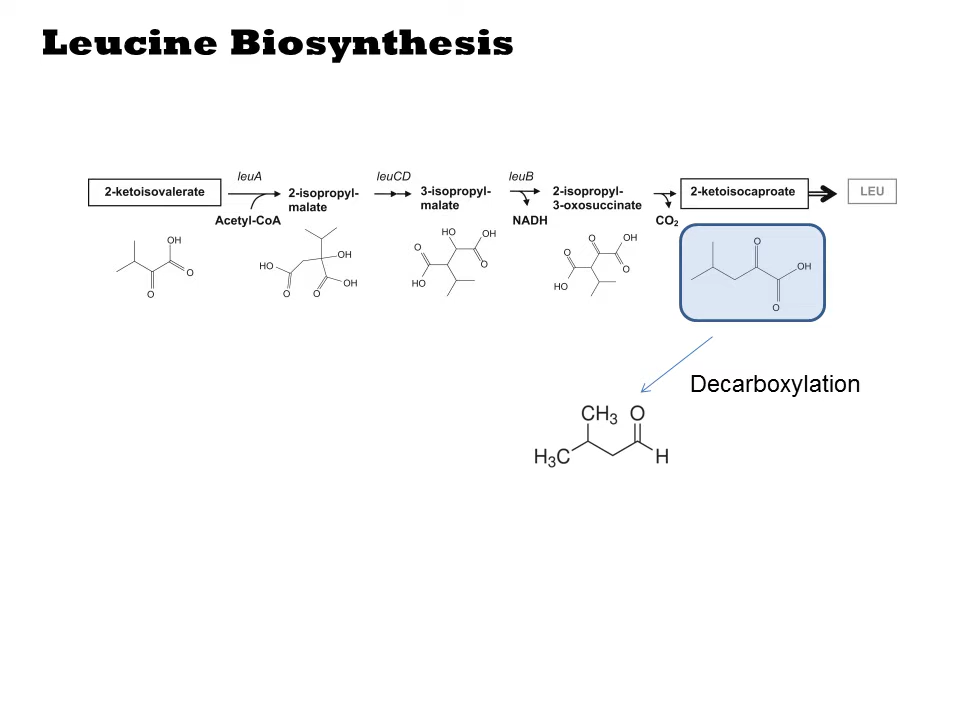 Leucine Biosynthesis
leuA
leuCD
leuB
2-ketoisovalerate
2-isopropyl-
malate
3-isopropyl-
malate
2-isopropyl-
3-oxosuccinate
2-ketoisocaproate
LEU
Acetyl-CoA
NADH
CO2
OH
O
O
OH
HO
OH
O
O
HO
OH
O
O
HO
O
OH
O
O
HO
O
OH
O
Decarboxylation
CH3 O
H3C H